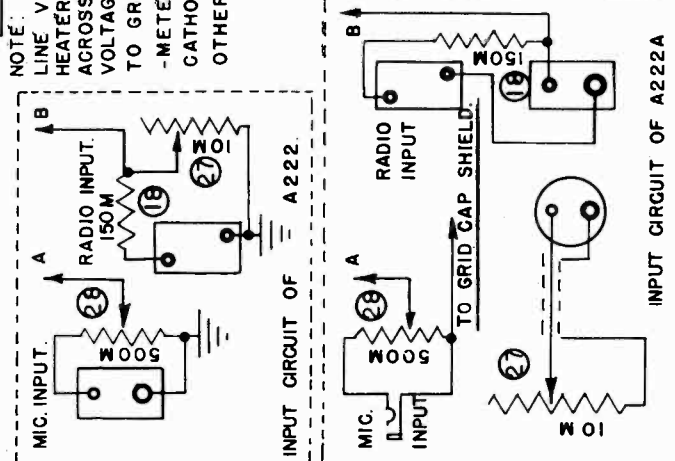 NOTE:
LINE V
HEATER
ACROSS
VOLTAG
TO GR
-METE
CATHO
OTHER
B
RADIO INPUT.
150M
18
10M
27
A
28
500M
MIC. INPUT.
INPUT CIRCUIT OF A222.
B
150M
RADIO
INPUT
18
TO GRID CAP SHIELD.
A
28
500M
MIC.
INPUT
27
10M
INPUT CIRCUIT OF A222A